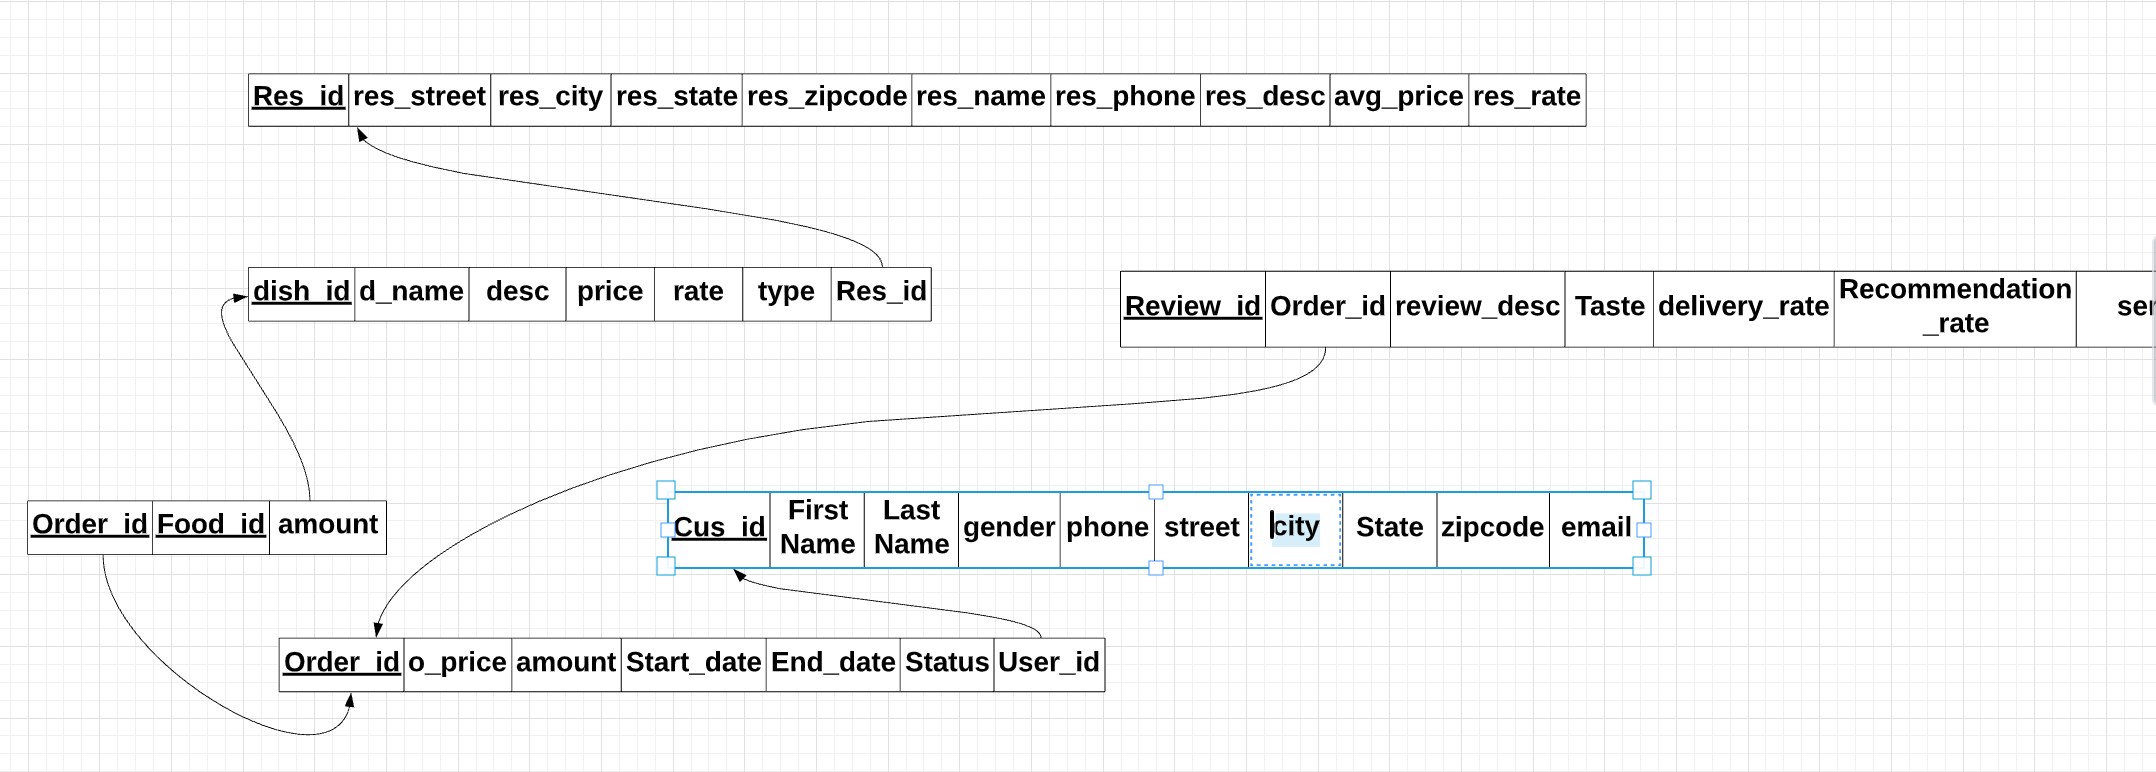 Res_id res_street res_city res_state res_zipcode res_name res_phone res_desc avg_price res_rate
dish_id d_name desc price rate type Res_id
Review_id Order_id review_desc Taste delivery_rate Recommendation
_rate
Order_id Food_id amount
Cus_id First
Name Last
Name gender phone street city State zipcode email
Order_id o_price amount Start_date End_date Status User_id